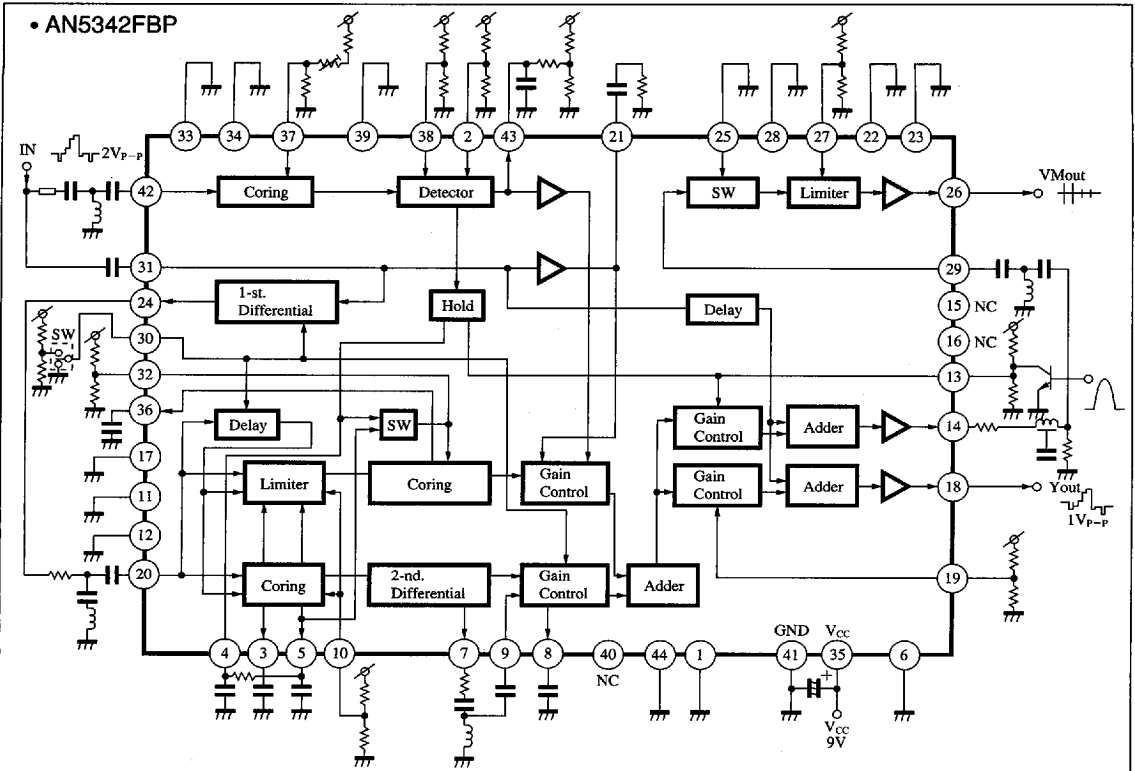 • AN5342FBP
33 34 37 39 38 2 43 21 25 28 27 22 23
IN
2VP-P
42
Coring
Detector
SW
Limiter
26
VMout
31
29
24
1-st.
Differential
Hold
Delay
15 NC
30
SW
16 NC
32
13
36
Delay
SW
Gain
Control
Adder
14
17
Limiter
Coring
Gain
Control
Gain
Control
Adder
18
Yout
1VP-P
11
12
20
Coring
2-nd.
Differential
Gain
Control
Adder
19
4 3 5 10 7 9 8 40 44 1 41 35 6
NC
GND
VCC
+
VCC
9V